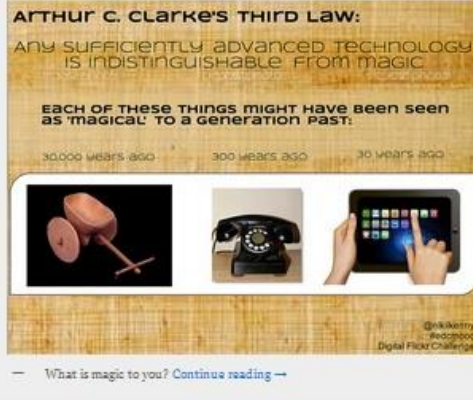 Arthur C. Clarke's Third Law:
Any sufficiently advanced technology
is indistinguishable from magic
Each of these things might have been seen
as 'magical' to a generation past:
30,000 years ago 300 years ago 30 years ago
#edcmooc
Digital Flickr Challenge
— What is magic to you? Continue reading →